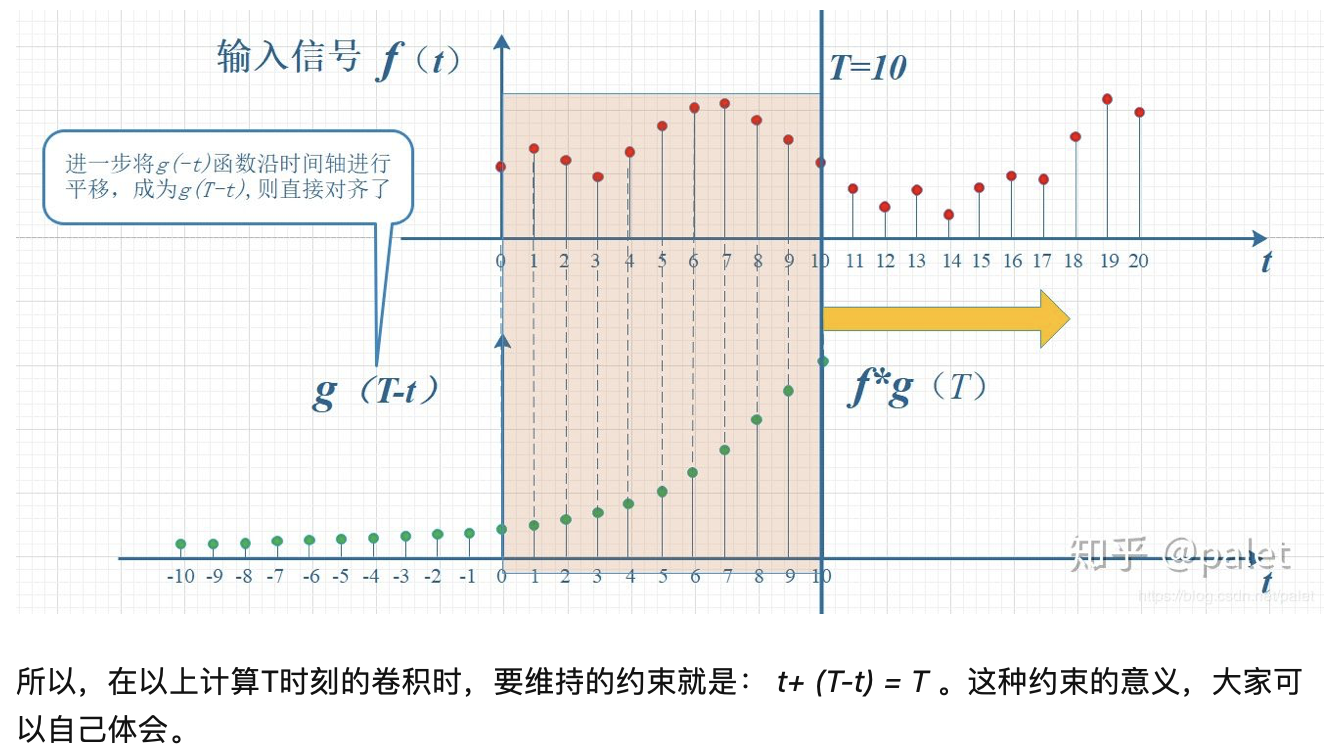 输入信号 f（t）
T=10
进一步将g(-t)函数沿时间轴进行
平移，成为g(T-t),则直接对齐了
0 1 2 3 4 5 6 7 8 9 10 11 12 13 14 15 16 17 18 19 20
t
g（T-t）
f*g（T）
知乎 @palet
-10 -9 -8 -7 -6 -5 -4 -3 -2 -1 0 1 2 3 4 5 6 7 8 9 10
t
https://blog.csdn.net/palet
所以，在以上计算T时刻的卷积时，要维持的约束就是： t+ (T-t) = T 。这种约束的意义，大家可
以自己体会。